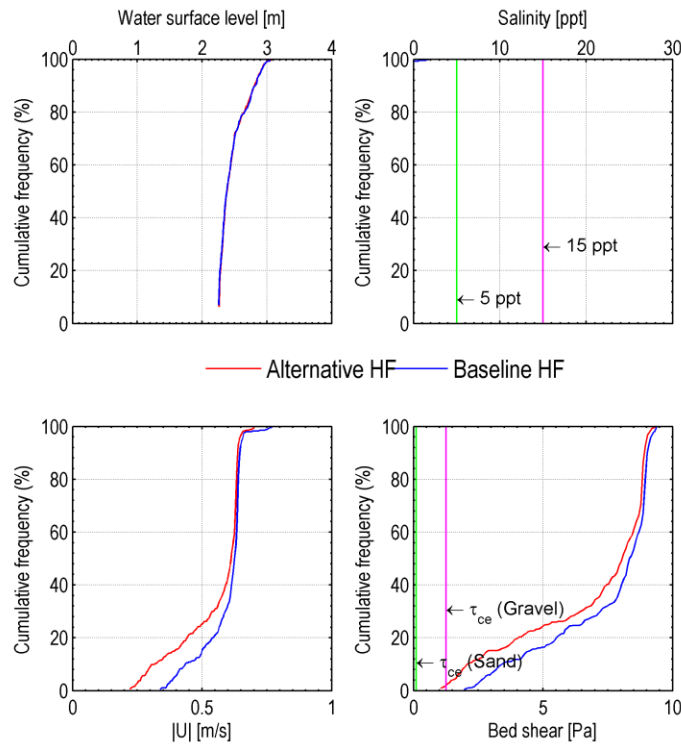 Water surface level [m]
Salinity [ppt]
0 1 2 3 4
0 10 20 30
Cumulative frequency (%)
100
80
60
40
20
0
Cumulative frequency (%)
100
80
60
40
20
0
← 15 ppt
← 5 ppt
Alternative HF
Baseline HF
Cumulative frequency (%)
100
80
60
40
20
0
Cumulative frequency (%)
100
80
60
40
20
0
← τce (Gravel)
← τce (Sand)
0 0.5 1
0 5 10
|U| [m/s]
Bed shear [Pa]